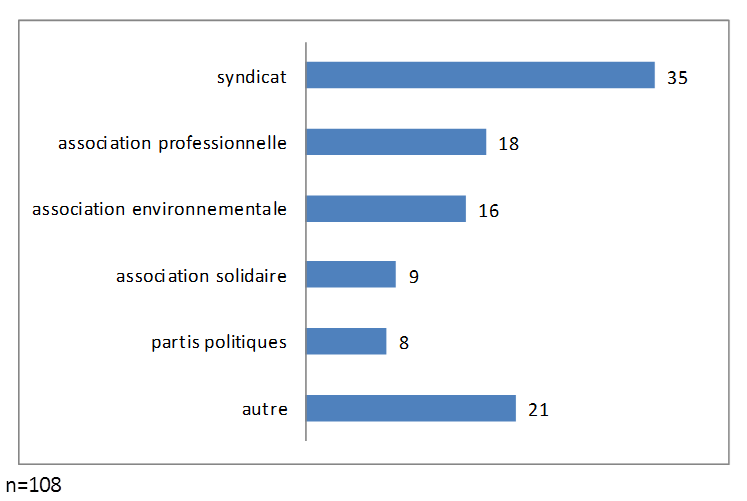 syndicat 35
association professionnelle 18
association environnementale 16
association solidaire 9
partis politiques 8
autre 21
n=108